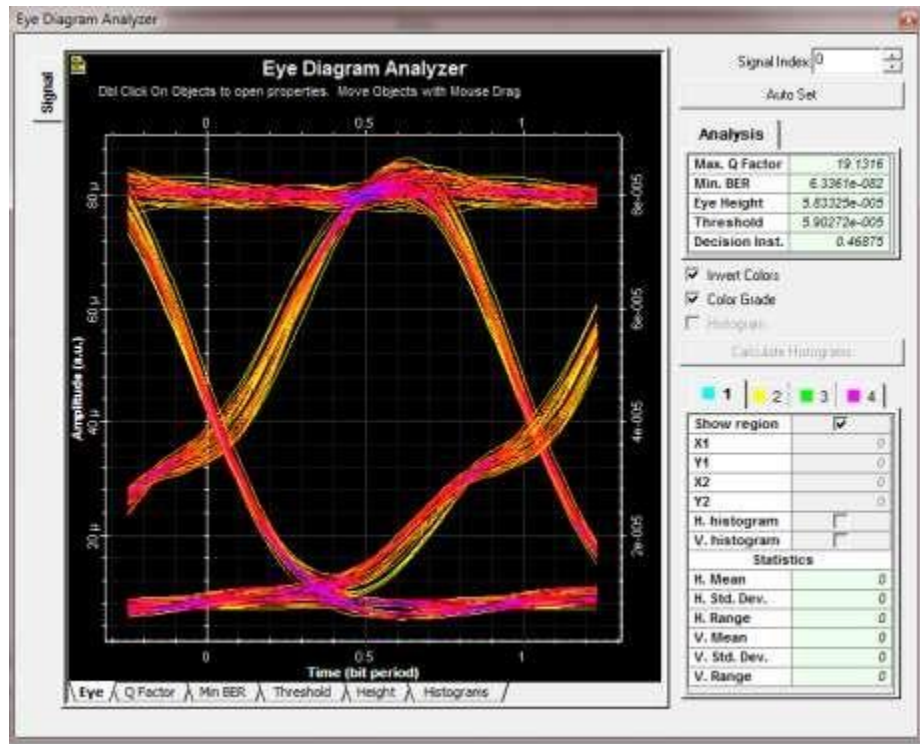 Eye Diagram Analyzer
Signal
Eye Diagram Analyzer
Dbl Click On Objects to open properties. Move Objects with Mouse Drag
0 0.5 1
80 µ
60 µ
40 µ
20 µ
Amplitude (a.u.)
8e-005
6e-005
4e-005
2e-005
0 0.5 1
Time (bit period)
Eye Q Factor Min BER Threshold Height Histograms
Signal Index: 0
Auto Set
Analysis
Max. Q Factor 19.1316
Min. BER 6.3361e-082
Eye Height 5.83325e-005
Threshold 5.90272e-005
Decision Inst. 0.46875
Invert Colors
Color Grade
Histogram
Calculate Histograms
1 2 3 4
Show region
X1 0
Y1 0
X2 0
Y2 0
H. histogram
V. histogram
Statistics
H. Mean 0
H. Std. Dev. 0
H. Range 0
V. Mean 0
V. Std. Dev. 0
V. Range 0